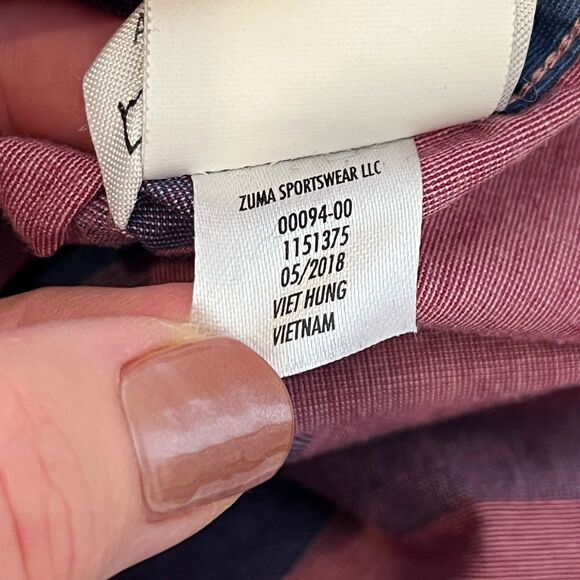 ZUMA SPORTSWEAR LLC
00094-00
1151375
05/2018
VIET HUNG
VIETNAM